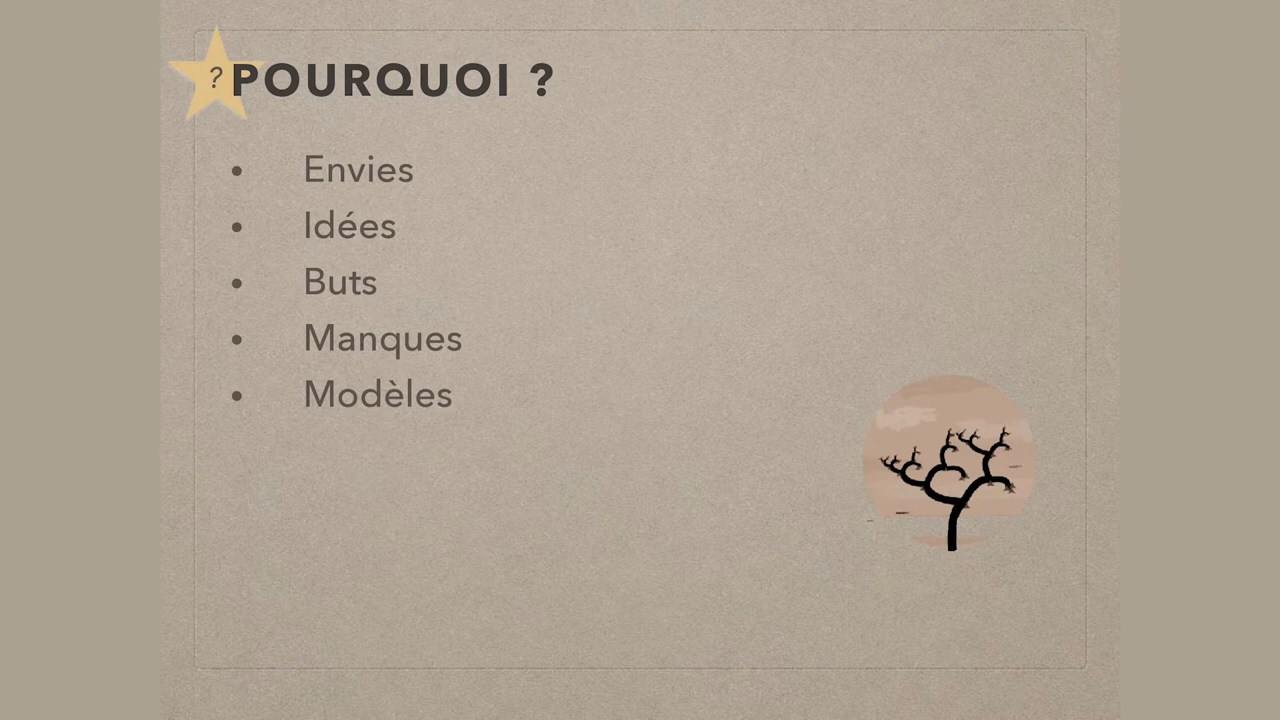 ? POURQUOI ?
• Envies
• Idées
• Buts
• Manques
• Modèles